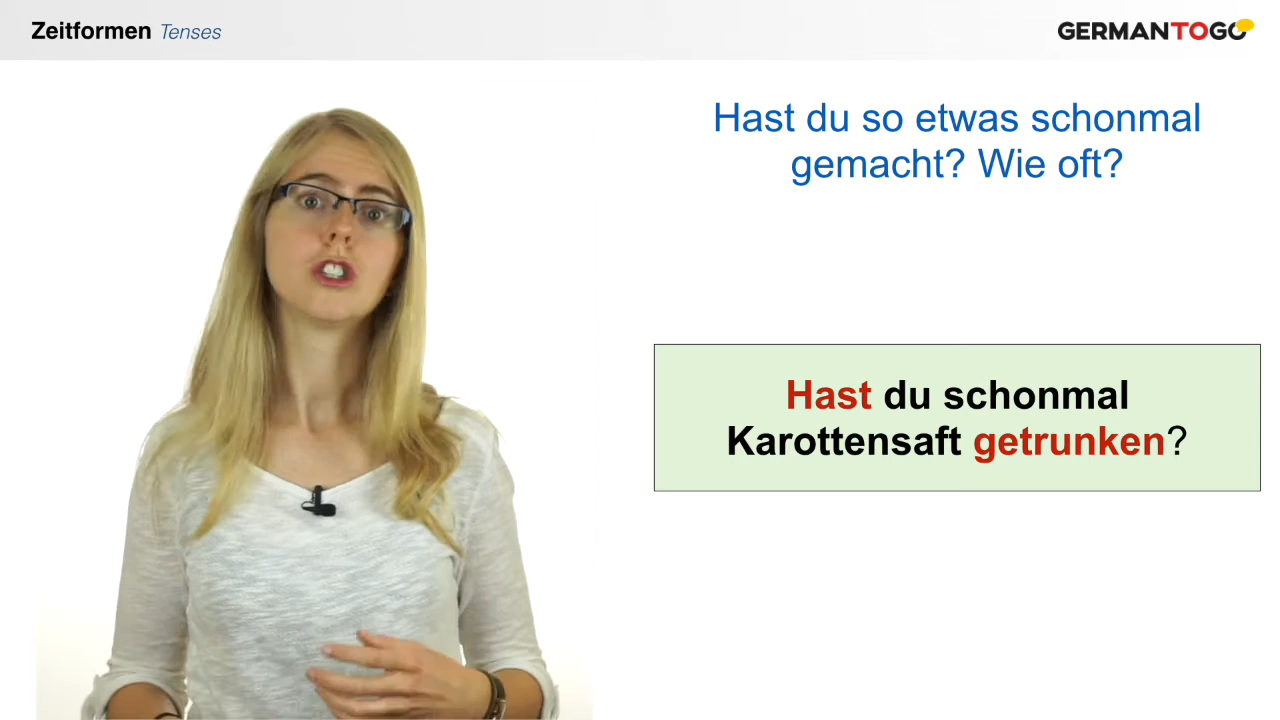 Zeitformen Tenses
GERMANTOGO
Hast du so etwas schonmal
gemacht? Wie oft?
Hast du schonmal
Karottensaft getrunken?